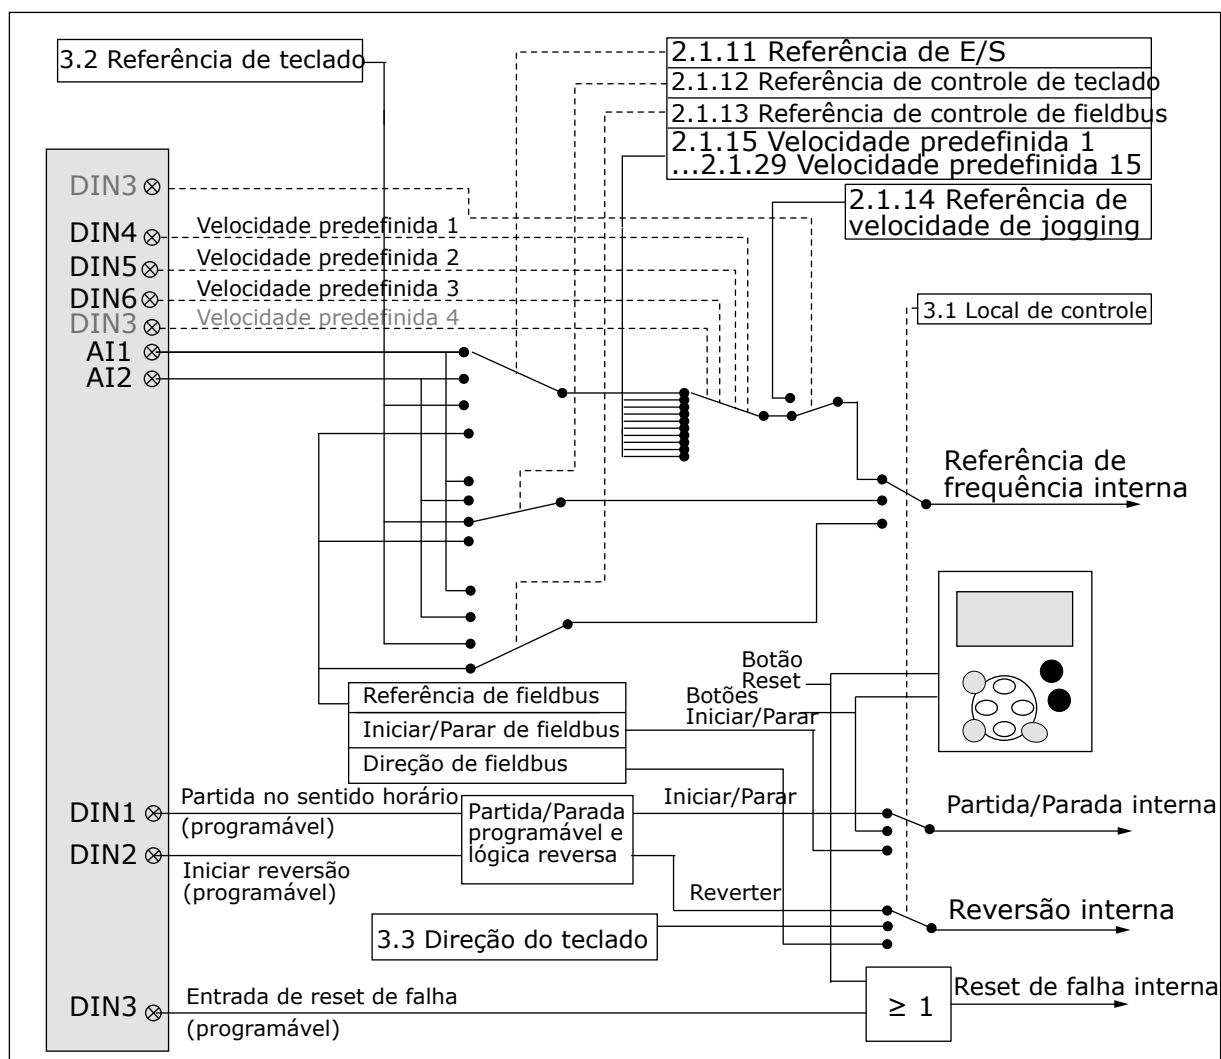 3.2 Referência de teclado
2.1.11 Referência de E/S
2.1.12 Referência de controle de teclado
2.1.13 Referência de controle de fieldbus
2.1.15 Velocidade predefinida 1
...2.1.29 Velocidade predefinida 15
2.1.14 Referência de
velocidade de jogging
3.1 Local de controle
DIN3
DIN4
Velocidade predefinida 1
DIN5
Velocidade predefinida 2
DIN6
Velocidade predefinida 3
DIN3
Velocidade predefinida 4
AI1
AI2
Referência de
frequência interna
Botão
Reset
Botões
Iniciar/Parar
Referência de fieldbus
Iniciar/Parar de fieldbus
Direção de fieldbus
DIN1
Partida no sentido horário
(programável)
DIN2
Iniciar reversão
(programável)
Partida/Parada
programável e
lógica reversa
Iniciar/Parar
Partida/Parada interna
Reverter
Reversão interna
3.3 Direção do teclado
DIN3
Entrada de reset de falha
(programável)
≥ 1
Reset de falha interna